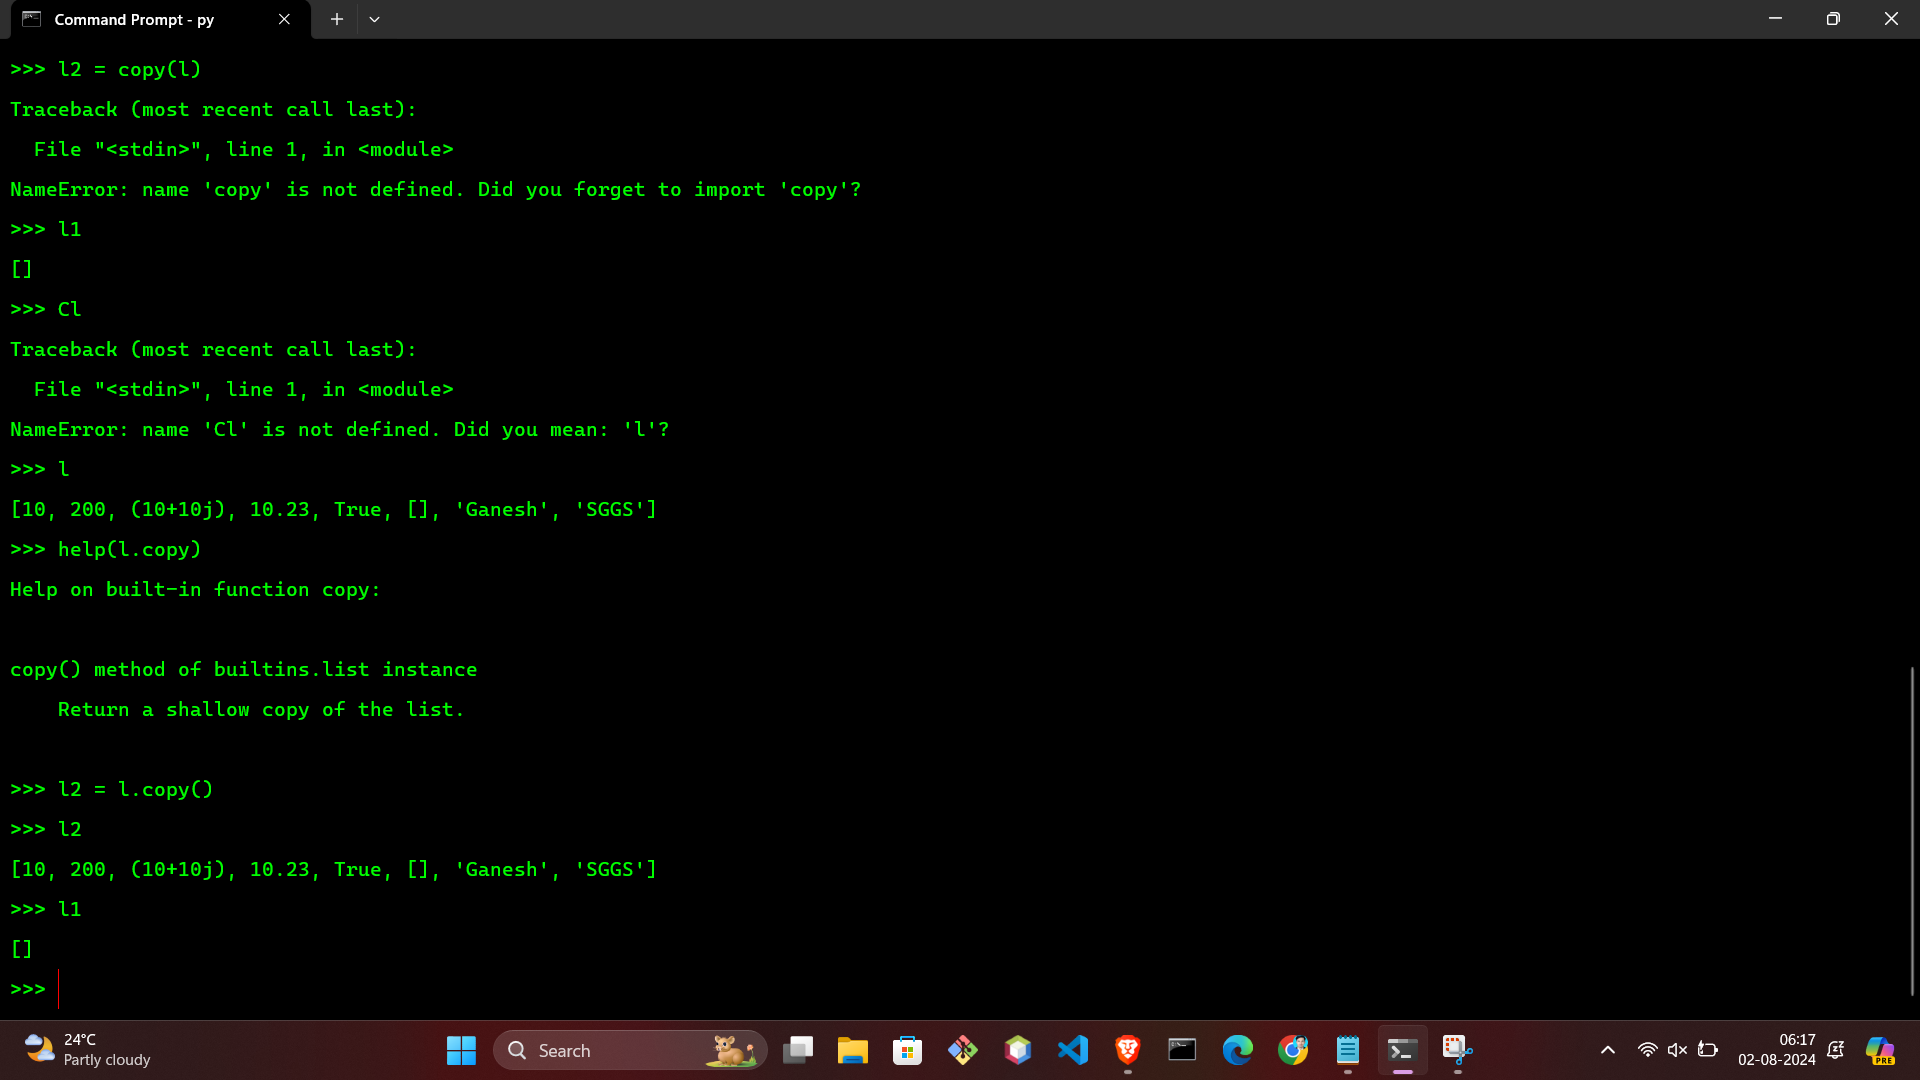 Command Prompt - py
>>> l2 = copy(l)
Traceback (most recent call last):
  File "<stdin>", line 1, in <module>
NameError: name 'copy' is not defined. Did you forget to import 'copy'?
>>> l1
[]
>>> Cl
Traceback (most recent call last):
  File "<stdin>", line 1, in <module>
NameError: name 'Cl' is not defined. Did you mean: 'l'?
>>> l
[10, 200, (10+10j), 10.23, True, [], 'Ganesh', 'SGGS']
>>> help(l.copy)
Help on built-in function copy:
copy() method of builtins.list instance
    Return a shallow copy of the list.
>>> l2 = l.copy()
>>> l2
[10, 200, (10+10j), 10.23, True, [], 'Ganesh', 'SGGS']
>>> l1
[]
>>>
24°C
Partly cloudy
Search
06:17
02-08-2024
PRE